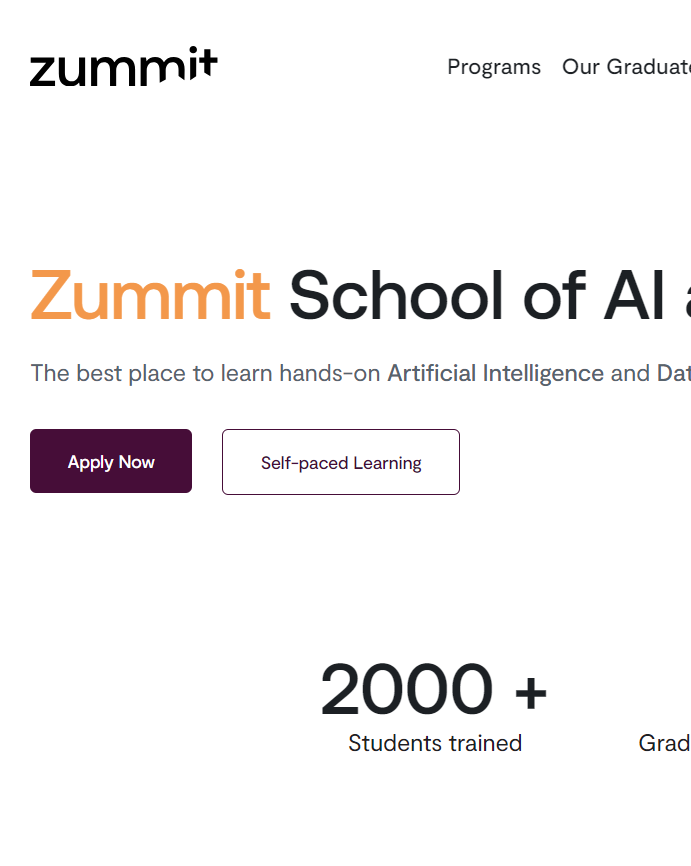 zummit
Programs Our Graduate
Zummit School of AI a
The best place to learn hands-on Artificial Intelligence and Dat
Apply Now Self-paced Learning
2000 +
Students trained Grad